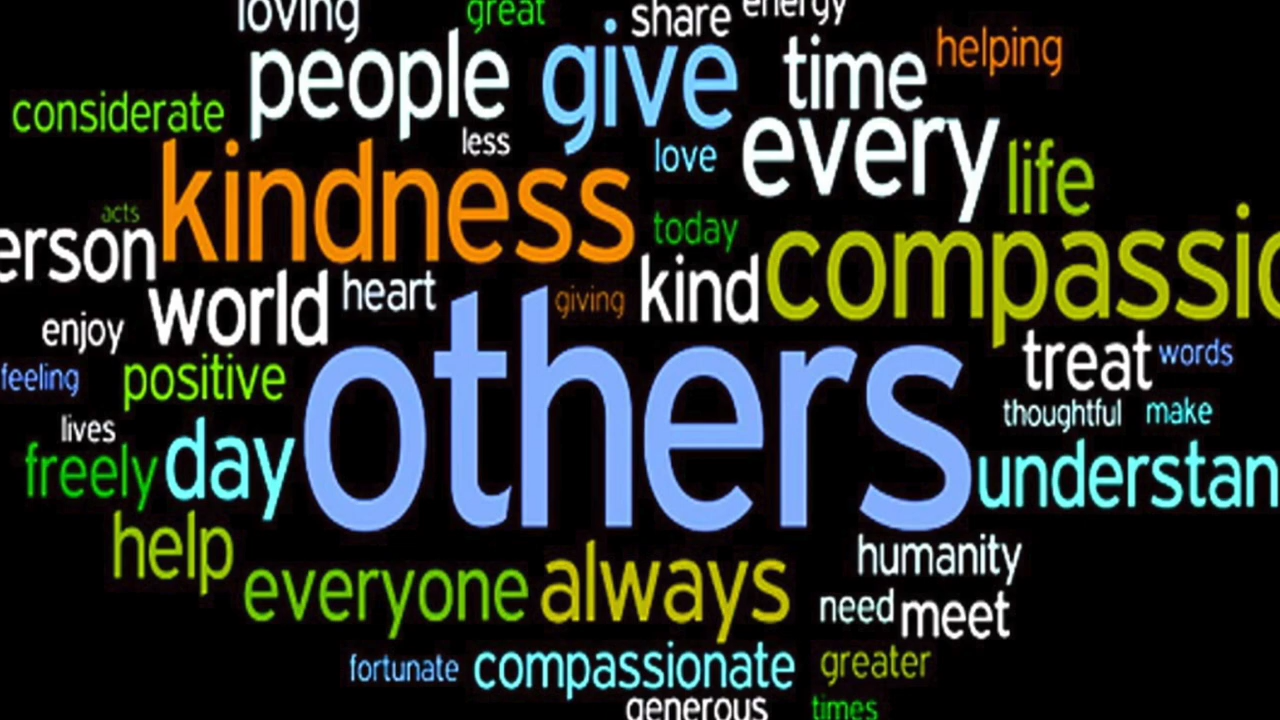 loving great share energy
people give time helping
considerate
less love every life
kindness
acts today
erson compassio
world heart giving kind
enjoy treat words
feeling positive others
lives thoughtful make
freely day understan
help humanity
everyone always need meet
fortunate compassionate greater
generous times